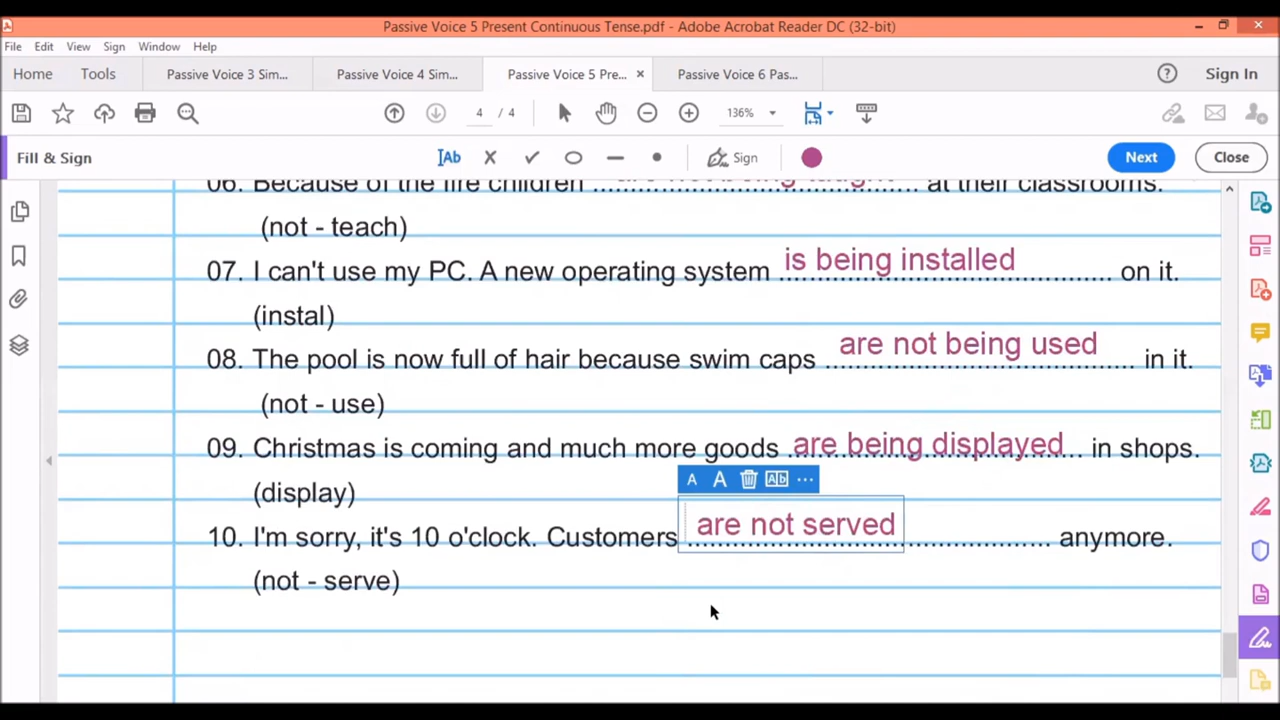 Passive Voice 5 Present Continuous Tense.pdf - Adobe Acrobat Reader DC (32-bit)
File Edit View Sign Window Help
Home Tools Passive Voice 3 Sim... Passive Voice 4 Sim... Passive Voice 5 Pre... × Passive Voice 6 Pas... Sign In
4 / 4 136%
Fill & Sign Ab Sign Next Close
06. Because of the fire children ...are not being taught... at their classrooms.
(not - teach)
07. I can't use my PC. A new operating system is being installed on it.
(instal)
08. The pool is now full of hair because swim caps are not being used in it.
(not - use)
09. Christmas is coming and much more goods are being displayed in shops.
(display)
A A Ab ...
10. I'm sorry, it's 10 o'clock. Customers are not served anymore.
(not - serve)